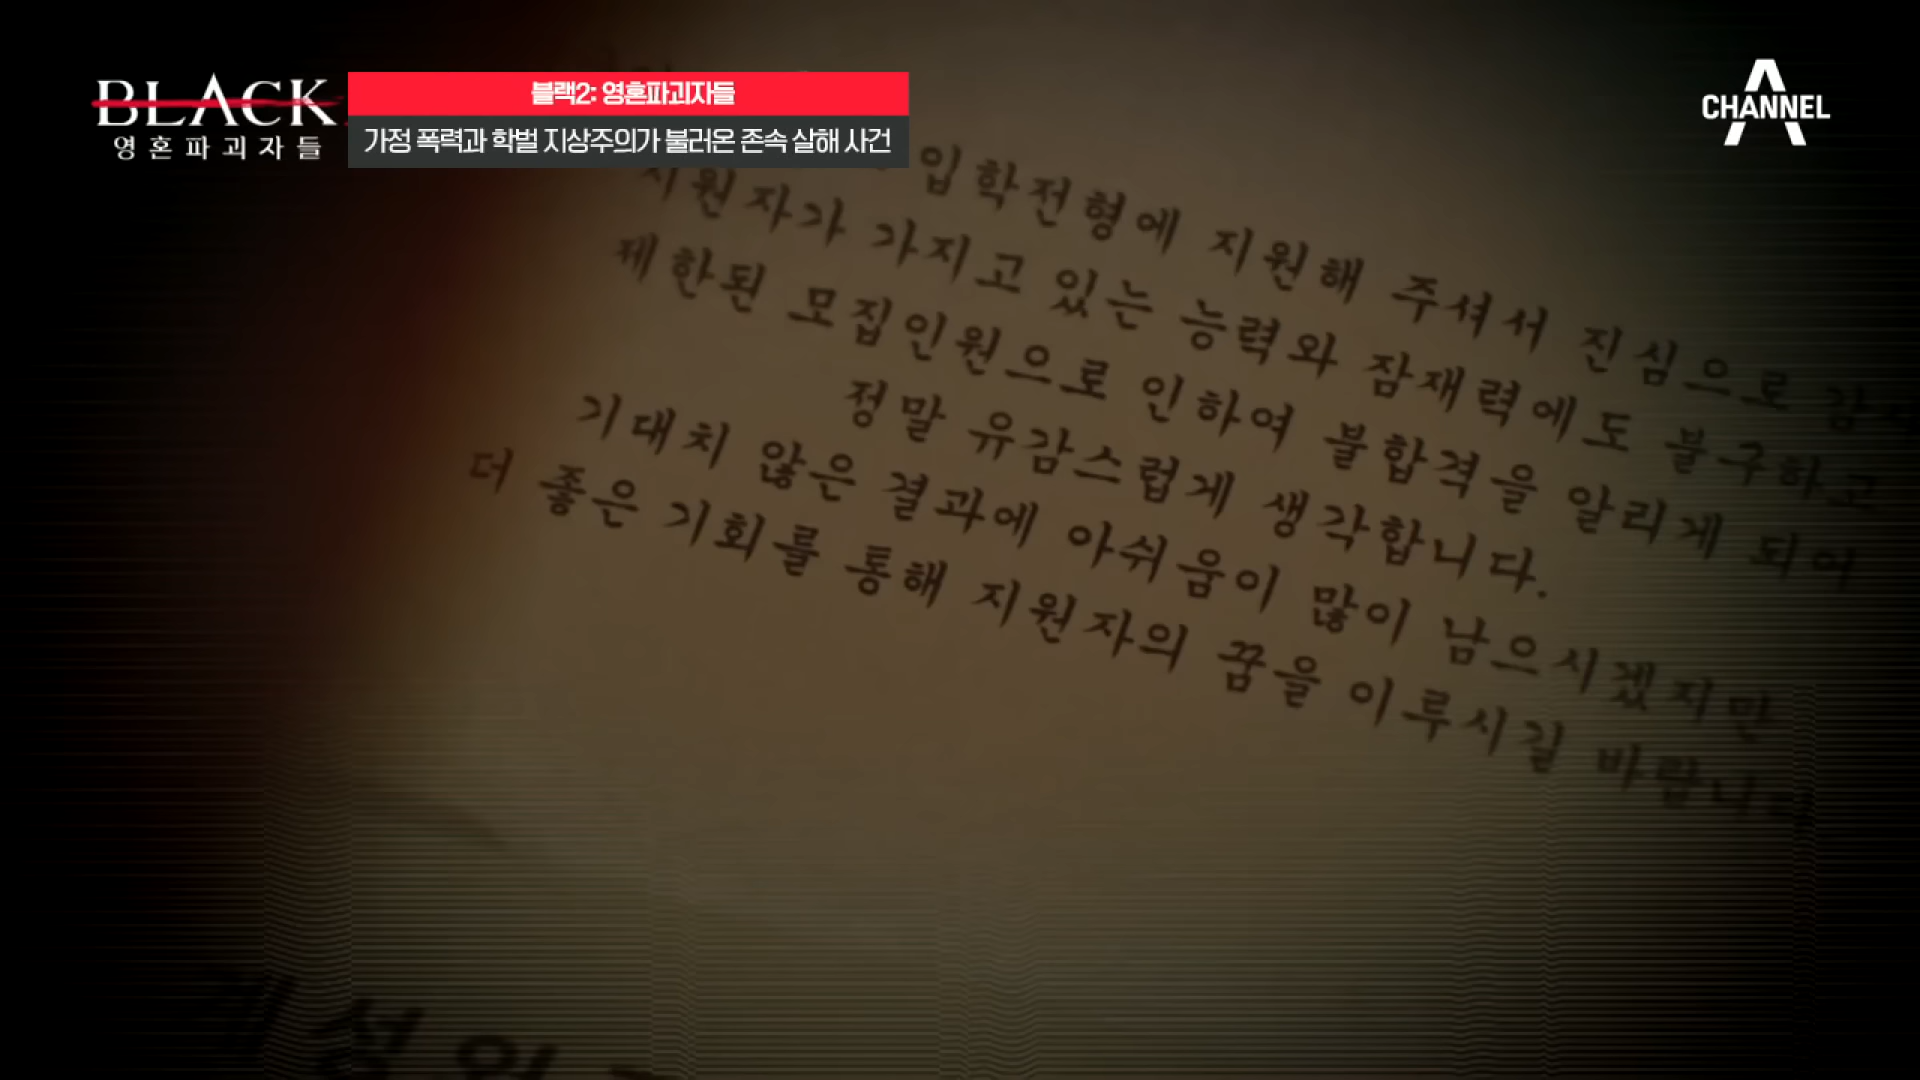 BLACK
영혼파괴자들
블랙2: 영혼파괴자들
가정 폭력과 학벌 지상주의가 불러온 존속 살해 사건
CHANNEL A
입학전형에 지원해 주셔서 진심으로
지원자가 가지고 있는 능력와 잠재력에도 불구하고
제한된 모집인원으로 인하여 불합격을 알리게 되어
정말 유감스럽게 생각합니다.
기대치 않은 결과에 아쉬움이 많이 남으시겠지만
더 좋은 기회를 통해 지원자의 꿈을 이루시길 바랍니다